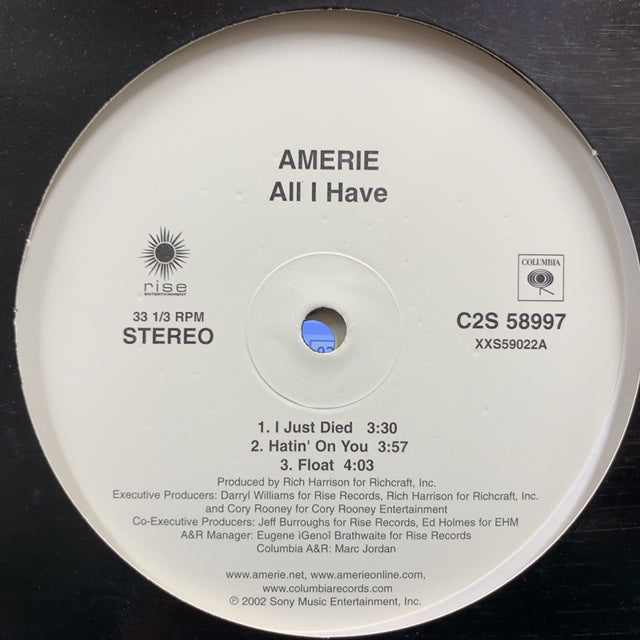 AMERIE
All I Have
rise
ENTERTAINMENT
COLUMBIA
33 1/3 RPM
STEREO
C2S 58997
XXS59022A
1. I Just Died 3:30
2. Hatin' On You 3:57
3. Float 4:03
Produced by Rich Harrison for Richcraft, Inc.
Executive Producers: Darryl Williams for Rise Records, Rich Harrison for Richcraft, Inc.
and Cory Rooney for Cory Rooney Entertainment
Co-Executive Producers: Jeff Burroughs for Rise Records, Ed Holmes for EHM
A&R Manager: Eugene ìGenoî Brathwaite for Rise Records
Columbia A&R: Marc Jordan
www.amerie.net, www.amerieonline.com,
www.columbiarecords.com
℗ 2002 Sony Music Entertainment, Inc.